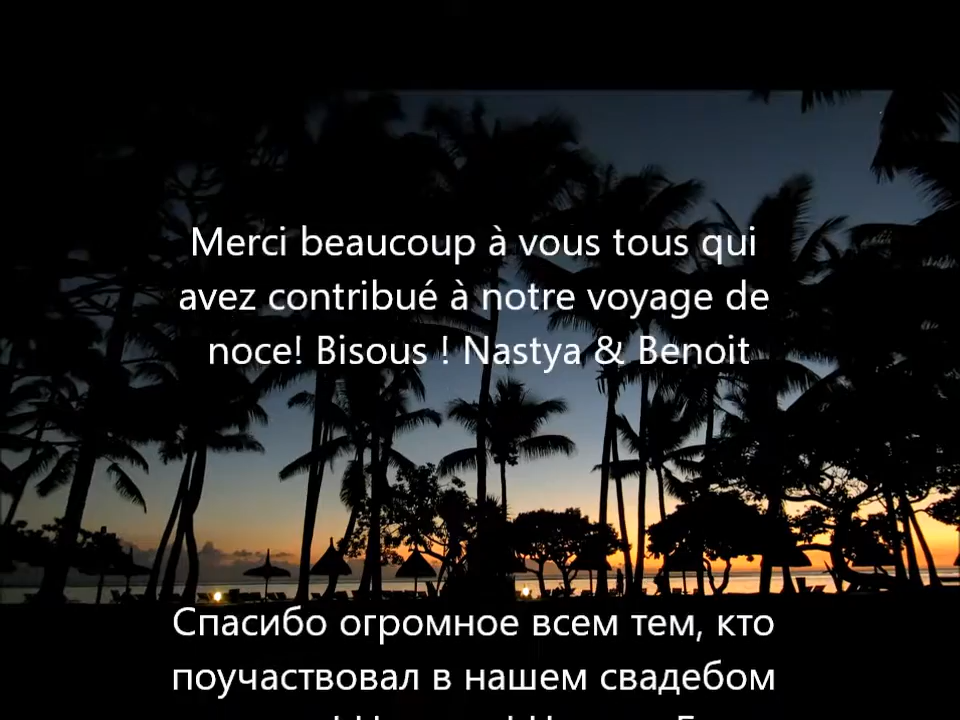 Merci beaucoup à vous tous qui
avez contribué à notre voyage de
noce! Bisous ! Nastya & Benoit
Спасибо огромное всем тем, кто
поучаствовал в нашем свадебом